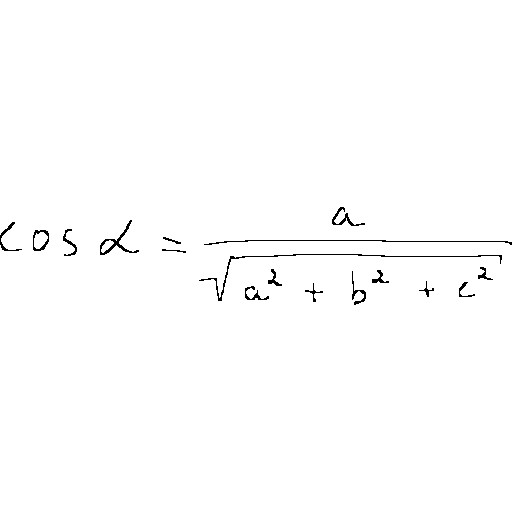 cos α = a / √(a² + b² + c²)